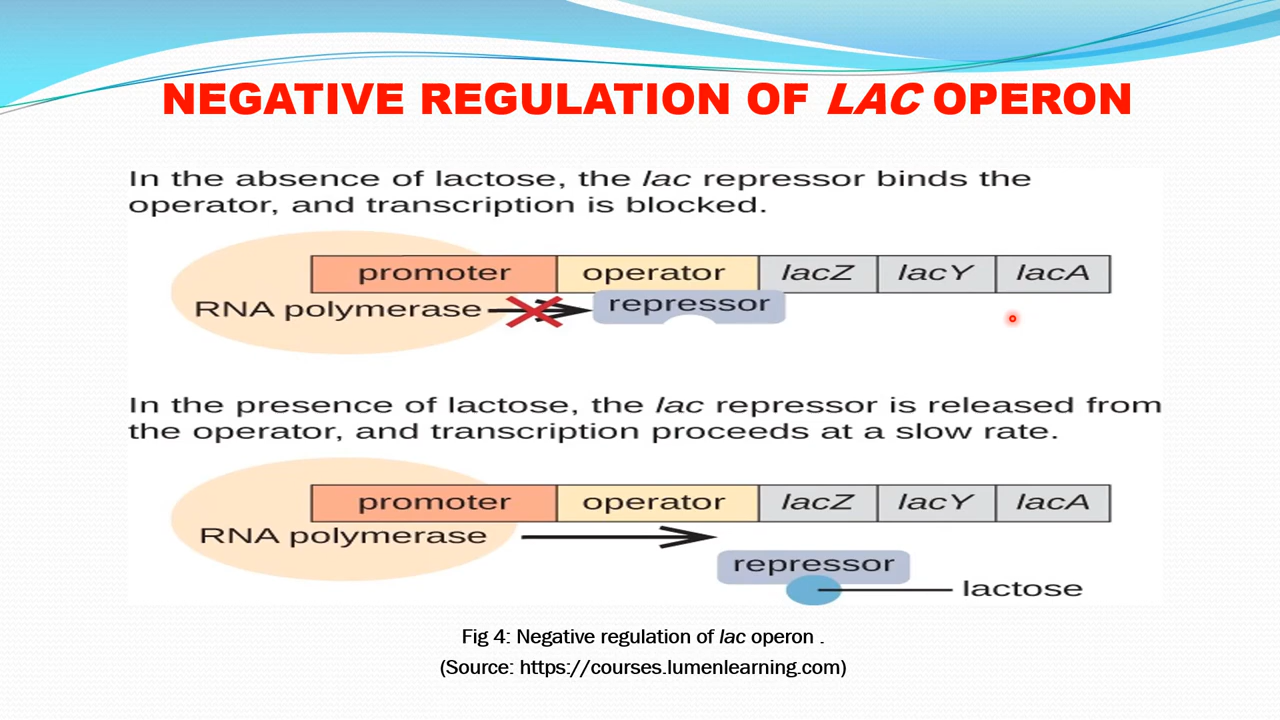 NEGATIVE REGULATION OF LAC OPERON
In the absence of lactose, the lac repressor binds the
operator, and transcription is blocked.
promoter operator lacZ lacY lacA
RNA polymerase repressor
In the presence of lactose, the lac repressor is released from
the operator, and transcription proceeds at a slow rate.
promoter operator lacZ lacY lacA
RNA polymerase
repressor
lactose
Fig 4: Negative regulation of lac operon .
(Source: https://courses.lumenlearning.com)